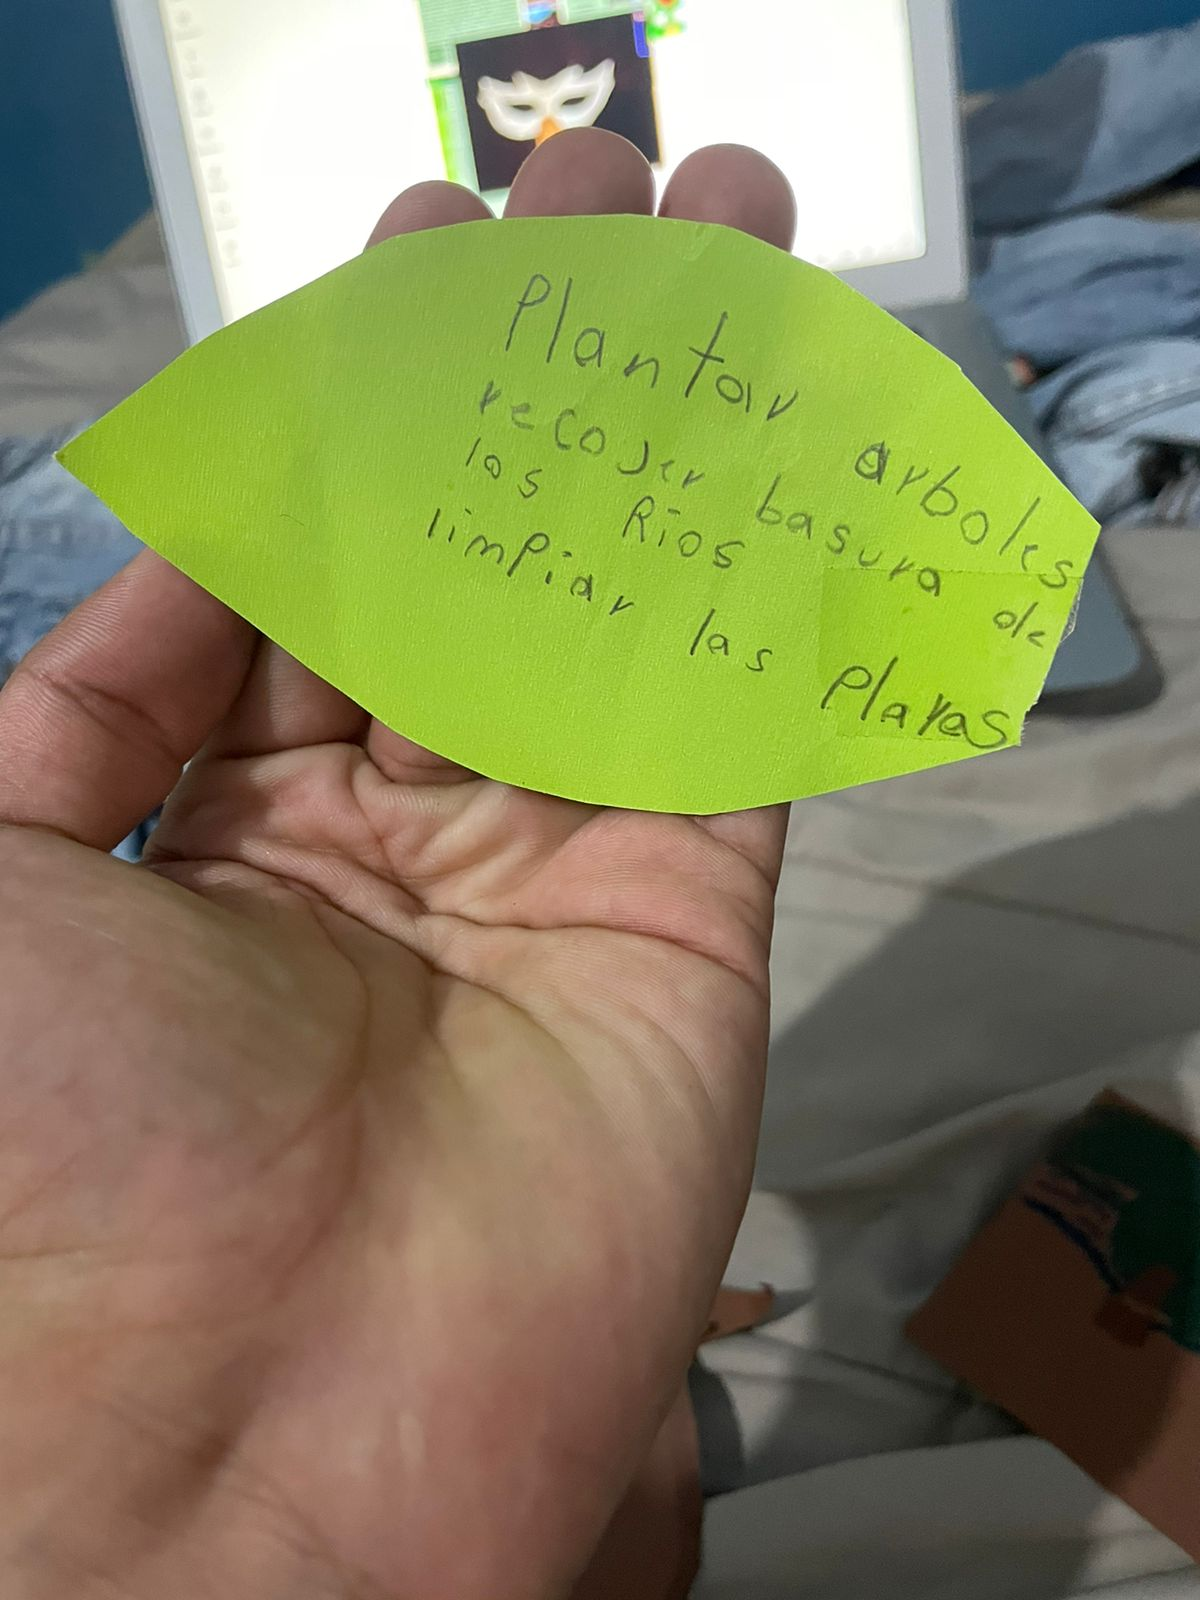 Plantar arboles
recojer basura de
los Rios
limpiar las Playas